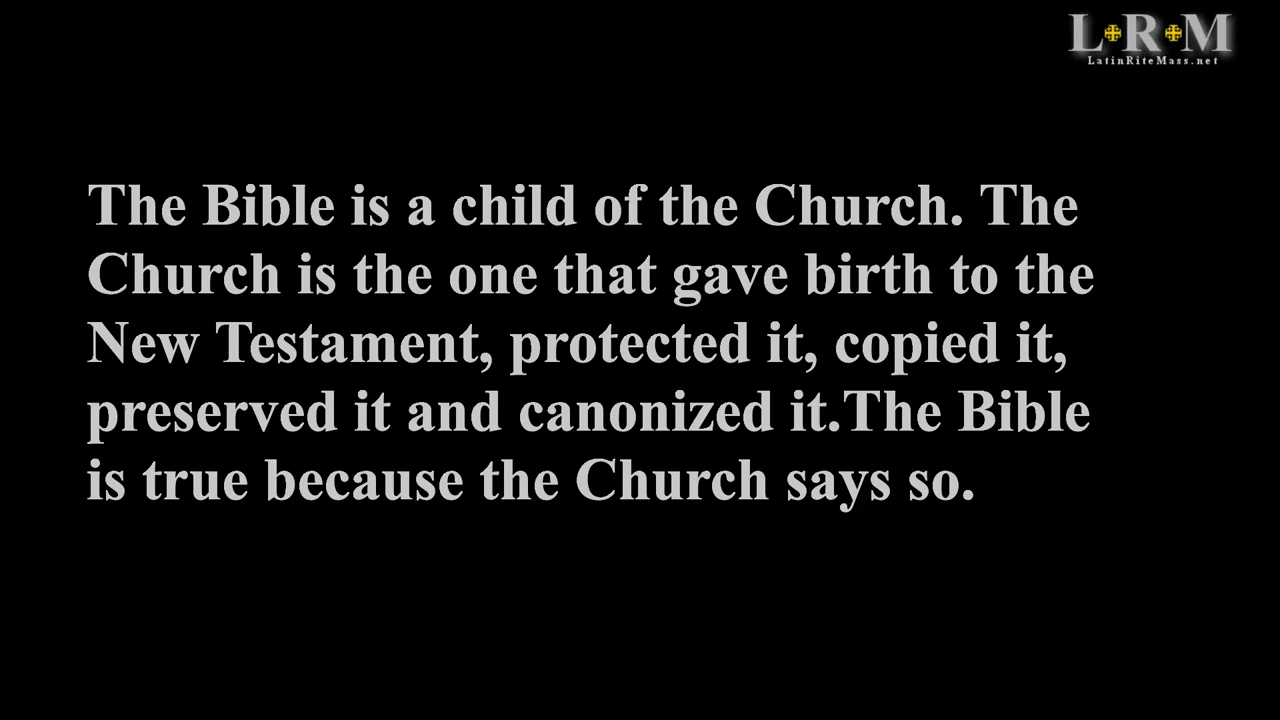 L R M
LatinRiteMass.net
The Bible is a child of the Church. The
Church is the one that gave birth to the
New Testament, protected it, copied it,
preserved it and canonized it.The Bible
is true because the Church says so.